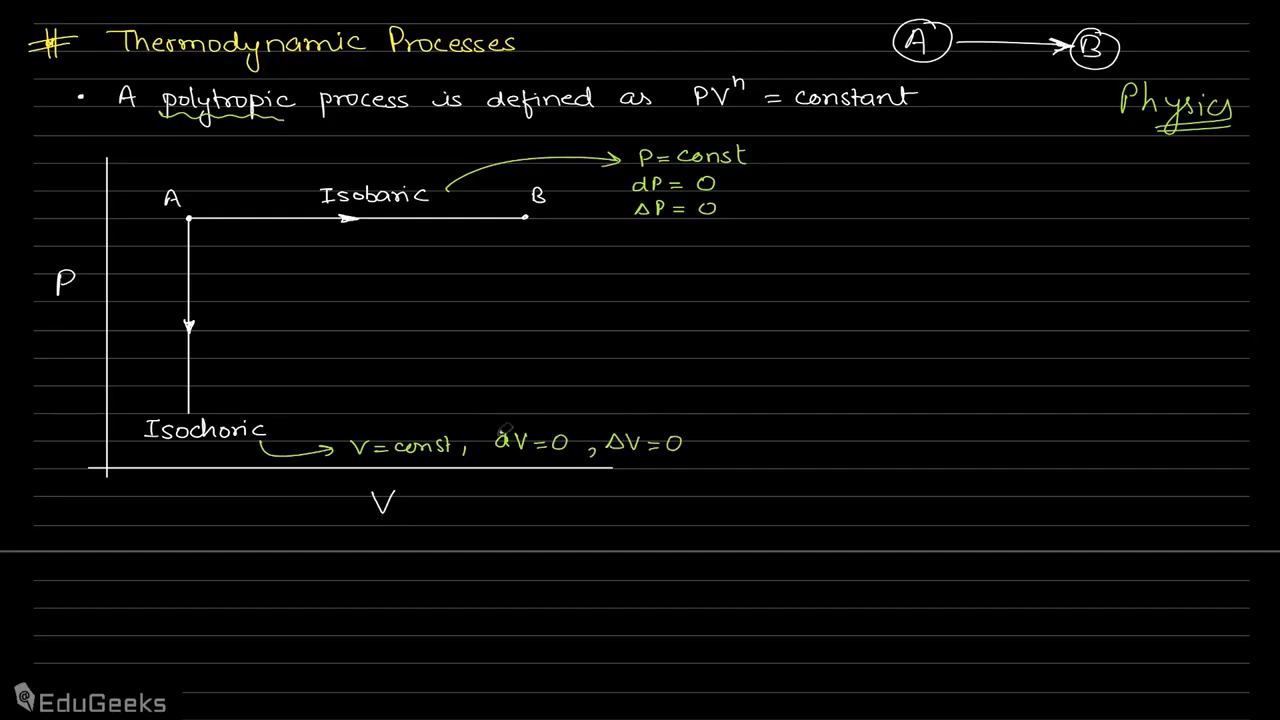 # Thermodynamic Processes
A → B
• A polytropic process is defined as PVⁿ = constant
Physics
P = const
dP = 0
ΔP = 0
A Isobaric B
P
Isochoric
V = const, dV = 0, ΔV = 0
V
EduGeeks